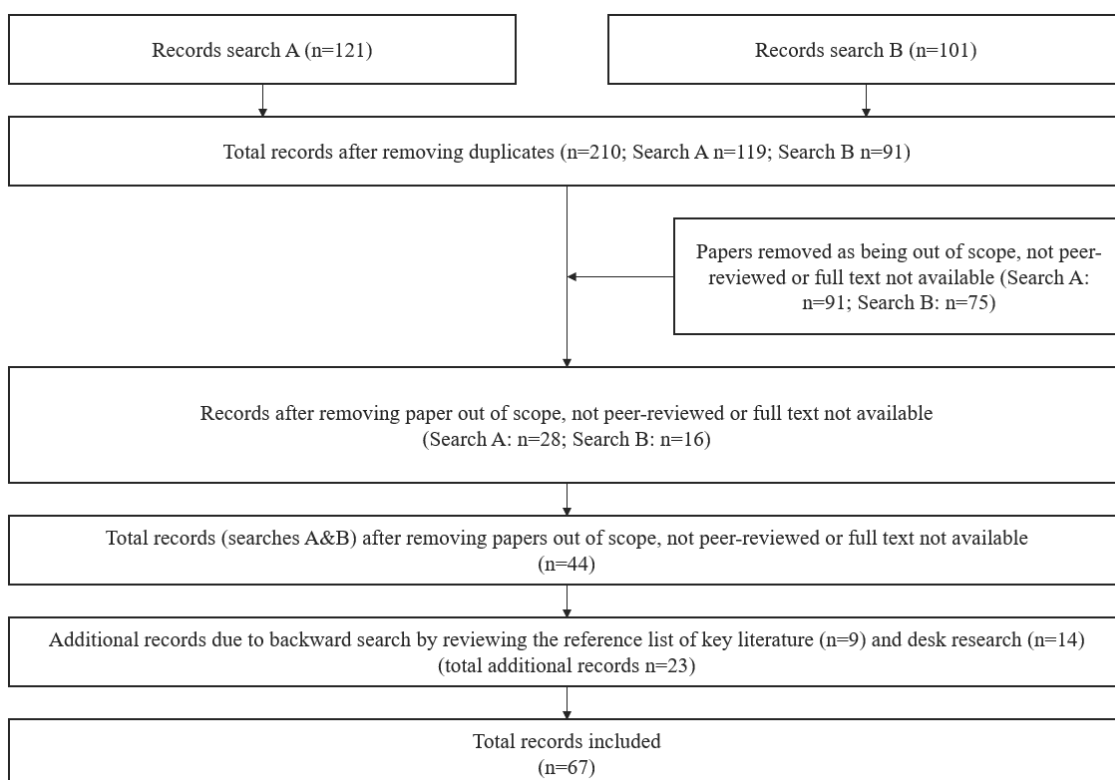 Records search A (n=121)
Records search B (n=101)
Total records after removing duplicates (n=210; Search A n=119; Search B n=91)
Papers removed as being out of scope, not peer-
reviewed or full text not available (Search A:
n=91; Search B: n=75)
Records after removing paper out of scope, not peer-reviewed or full text not available
(Search A: n=28; Search B: n=16)
Total records (searches A&B) after removing papers out of scope, not peer-reviewed or full text not available
(n=44)
Additional records due to backward search by reviewing the reference list of key literature (n=9) and desk research (n=14)
(total additional records n=23)
Total records included
(n=67)